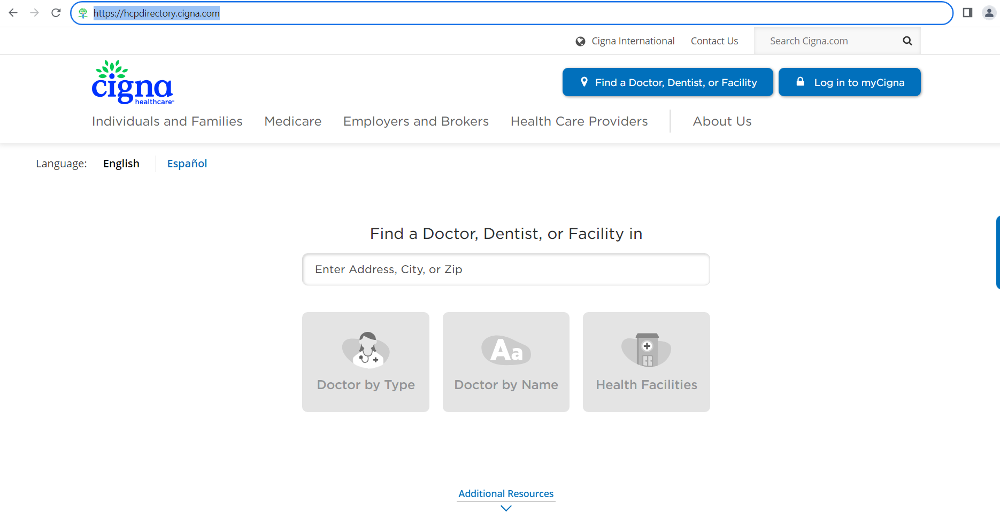 https://hcpdirectory.cigna.com
Cigna International Contact Us Search Cigna.com
cigna
healthcare™
Find a Doctor, Dentist, or Facility Log in to myCigna
Individuals and Families Medicare Employers and Brokers Health Care Providers About Us
Language: English Español
Find a Doctor, Dentist, or Facility in
Enter Address, City, or Zip
Aa
Doctor by Type Doctor by Name Health Facilities
Additional Resources